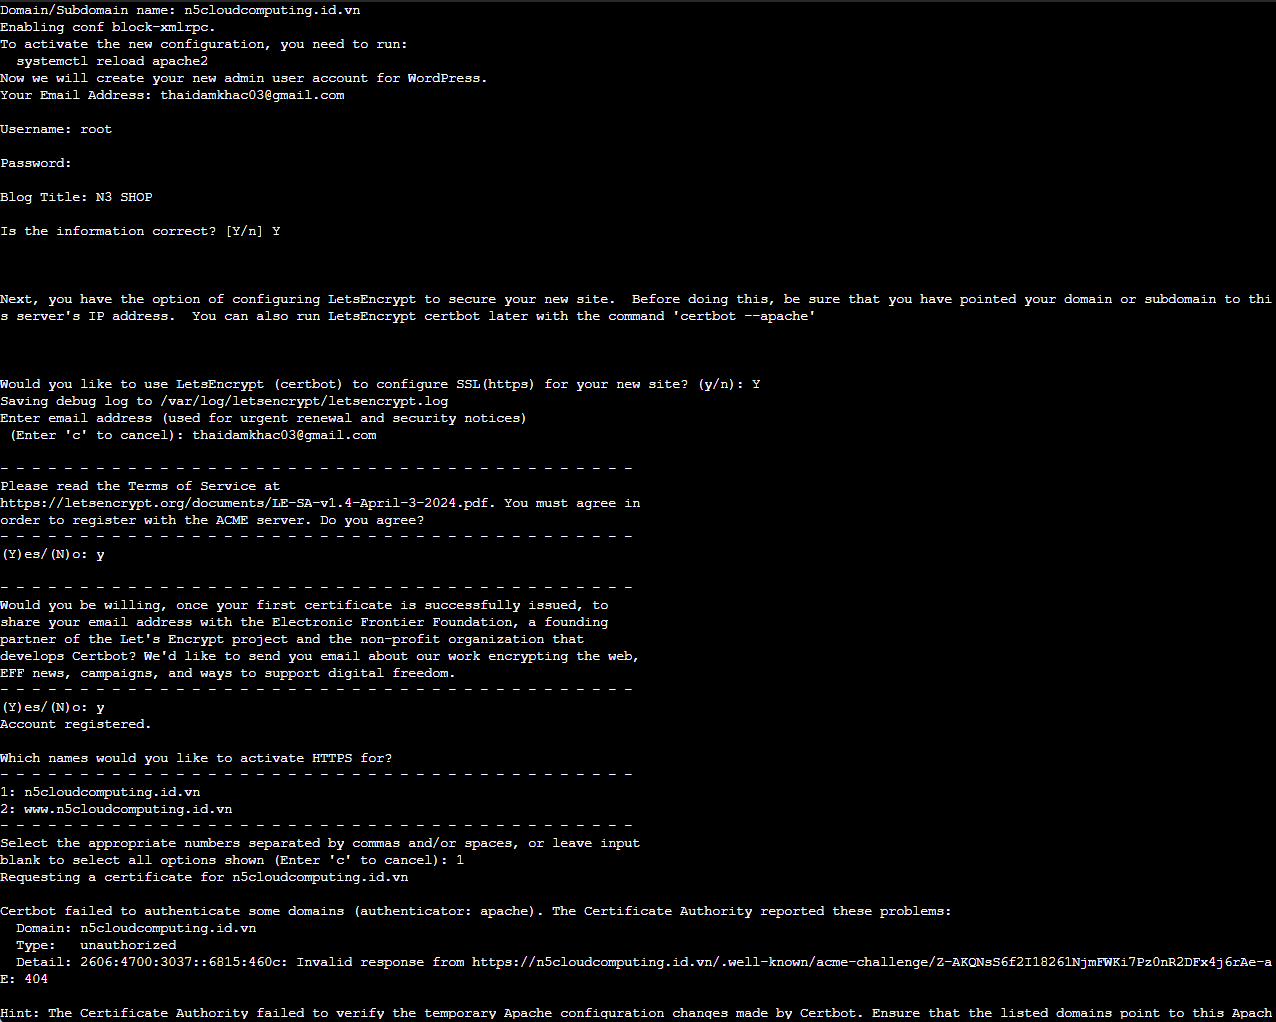 Domain/Subdomain name: n5cloudcomputing.id.vn
Enabling conf block-xmlrpc.
To activate the new configuration, you need to run:
  systemctl reload apache2
Now we will create your new admin user account for WordPress.
Your Email Address: thaidamkhac03@gmail.com
Username: root
Password:
Blog Title: N3 SHOP
Is the information correct? [Y/n] Y
Next, you have the option of configuring LetsEncrypt to secure your new site.  Before doing this, be sure that you have pointed your domain or subdomain to thi
s server's IP address.  You can also run LetsEncrypt certbot later with the command 'certbot --apache'
Would you like to use LetsEncrypt (certbot) to configure SSL(https) for your new site? (y/n): Y
Saving debug log to /var/log/letsencrypt/letsencrypt.log
Enter email address (used for urgent renewal and security notices)
 (Enter 'c' to cancel): thaidamkhac03@gmail.com
- - - - - - - - - - - - - - - - - - - - - - - - - - - - - - - - - - - - - - - -
Please read the Terms of Service at
https://letsencrypt.org/documents/LE-SA-v1.4-April-3-2024.pdf. You must agree in
order to register with the ACME server. Do you agree?
- - - - - - - - - - - - - - - - - - - - - - - - - - - - - - - - - - - - - - - -
(Y)es/(N)o: y
- - - - - - - - - - - - - - - - - - - - - - - - - - - - - - - - - - - - - - - -
Would you be willing, once your first certificate is successfully issued, to
share your email address with the Electronic Frontier Foundation, a founding
partner of the Let's Encrypt project and the non-profit organization that
develops Certbot? We'd like to send you email about our work encrypting the web,
EFF news, campaigns, and ways to support digital freedom.
- - - - - - - - - - - - - - - - - - - - - - - - - - - - - - - - - - - - - - - -
(Y)es/(N)o: y
Account registered.
Which names would you like to activate HTTPS for?
- - - - - - - - - - - - - - - - - - - - - - - - - - - - - - - - - - - - - - - -
1: n5cloudcomputing.id.vn
2: www.n5cloudcomputing.id.vn
- - - - - - - - - - - - - - - - - - - - - - - - - - - - - - - - - - - - - - - -
Select the appropriate numbers separated by commas and/or spaces, or leave input
blank to select all options shown (Enter 'c' to cancel): 1
Requesting a certificate for n5cloudcomputing.id.vn
Certbot failed to authenticate some domains (authenticator: apache). The Certificate Authority reported these problems:
  Domain: n5cloudcomputing.id.vn
  Type:   unauthorized
  Detail: 2606:4700:3037::6815:460c: Invalid response from https://n5cloudcomputing.id.vn/.well-known/acme-challenge/Z-AKQNsS6f2I18261NjmFWKi7Pz0nR2DFx4j6rAe-a
E: 404
Hint: The Certificate Authority failed to verify the temporary Apache configuration changes made by Certbot. Ensure that the listed domains point to this Apach